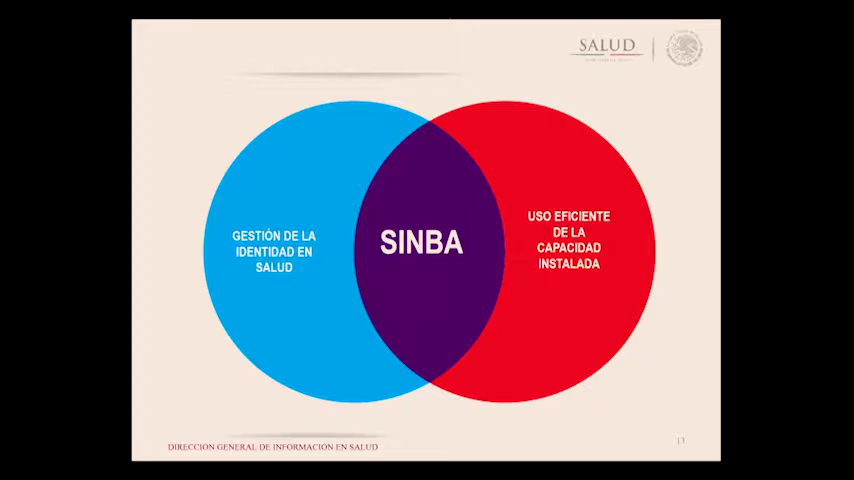 SALUD
GESTIÓN DE LA
IDENTIDAD EN
SALUD
SINBA
USO EFICIENTE
DE LA
CAPACIDAD
INSTALADA
DIRECCIÓN GENERAL DE INFORMACIÓN EN SALUD
13